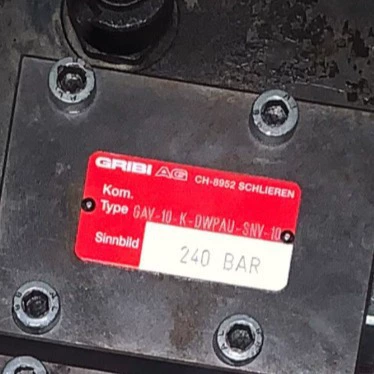 GRIBI AG CH-8952 SCHLIEREN
Kom.
Type GAV-10-K-DWPAU-SNV-10
Sinnbild 240 BAR